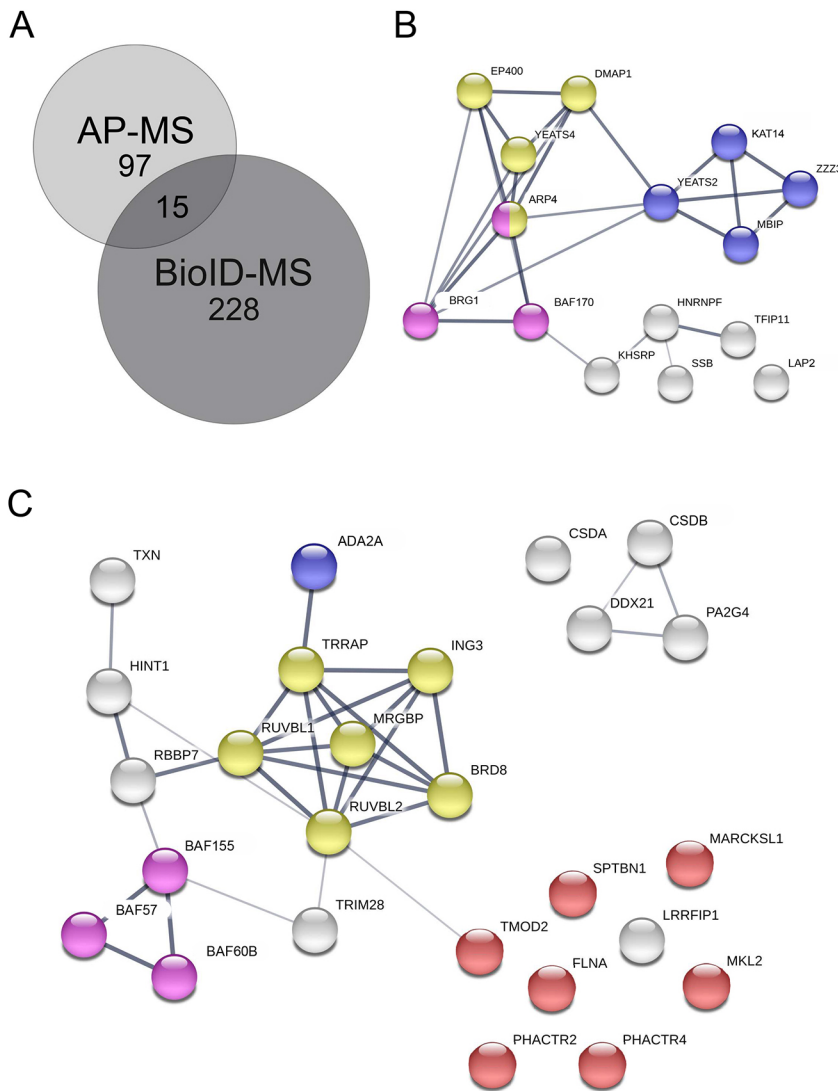 A
AP-MS
97
15
BioID-MS
228
B
EP400
DMAP1
YEATS4
KAT14
YEATS2
ZZZ3
ARP4
MBIP
BRG1
BAF170
HNRNPF
TFIP11
KHSRP
SSB
LAP2
C
TXN
ADA2A
CSDA
CSDB
DDX21
PA2G4
HINT1
TRRAP
ING3
RUVBL1
MRGBP
RBBP7
BRD8
RUVBL2
BAF155
MARCKSL1
SPTBN1
BAF57
TRIM28
TMOD2
LRRFIP1
BAF60B
FLNA
MKL2
PHACTR2
PHACTR4